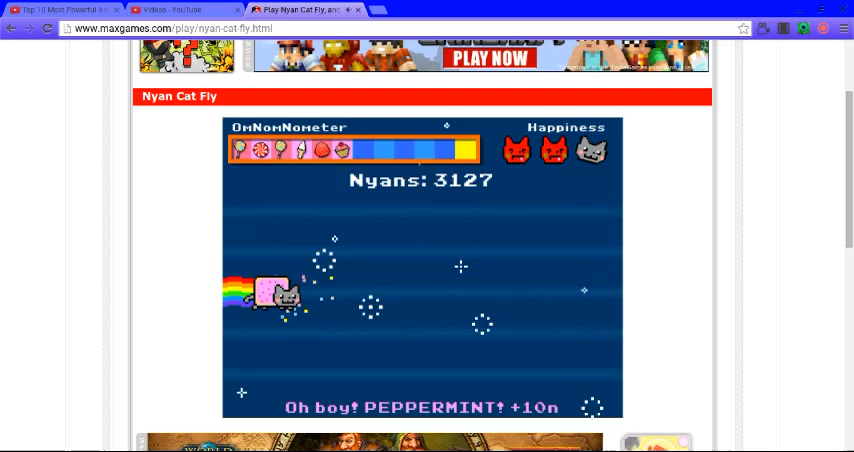 Top 10 Most Powerful An
Videos - YouTube
Play Nyan Cat Fly, and
www.maxgames.com/play/nyan-cat-fly.html
PLAY NOW
Nyan Cat Fly
OmNomNometer
Happiness
Nyans: 3127
Oh boy! PEPPERMINT! +10n
WORLD